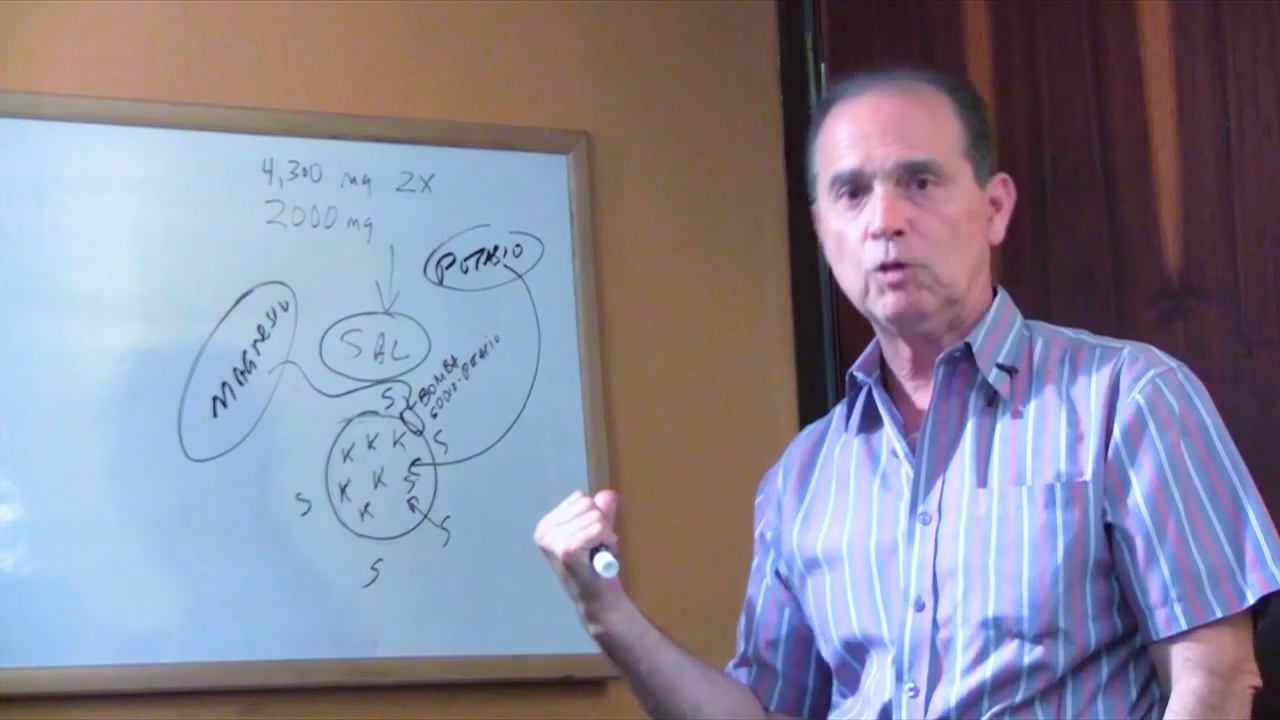 4,300 mg 2X
2000 mg
POTASIO
MAGNESIO
SAL
BOMBA
SODIO-POTASIO
S
K K K S
S
K K
S K
S
S